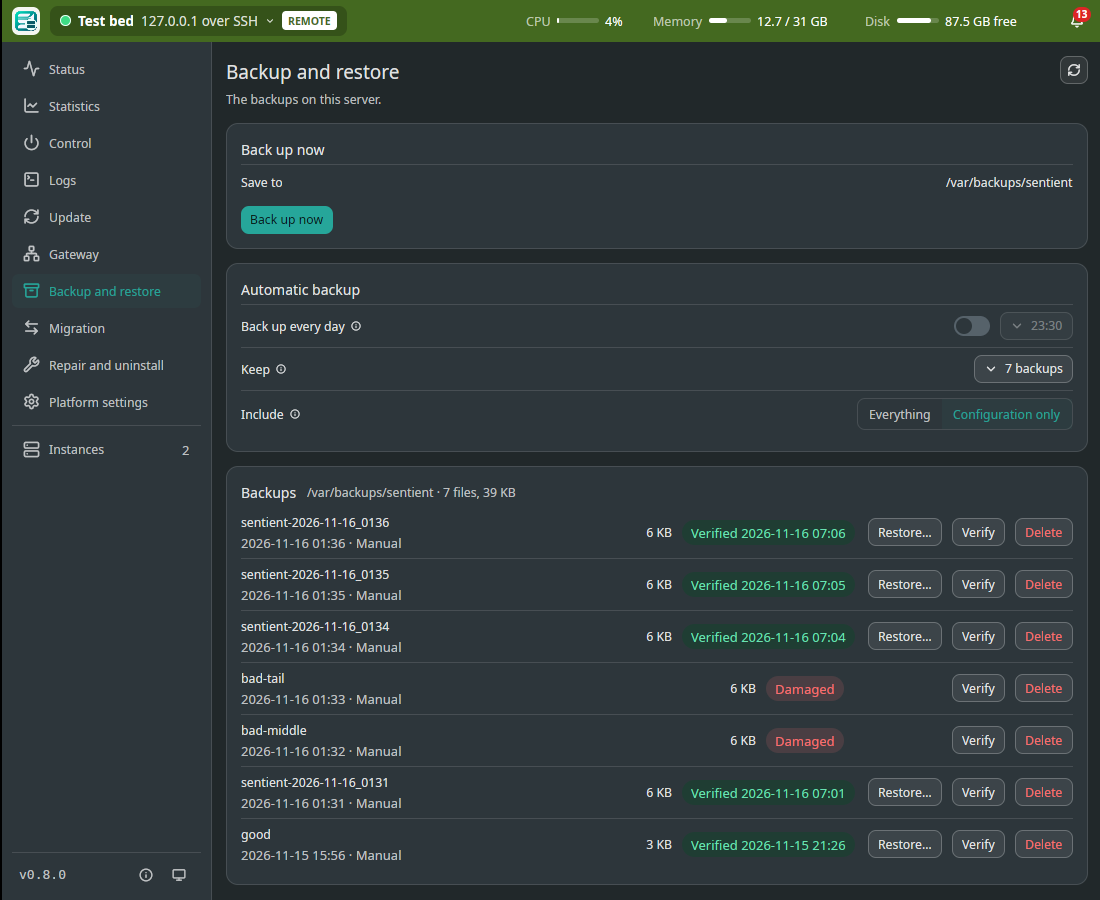 Test bed 127.0.0.1 over SSH REMOTE CPU 4% Memory 12.7 / 31 GB Disk 87.5 GB free 13
Status
Statistics
Control
Logs
Update
Gateway
Backup and restore
Migration
Repair and uninstall
Platform settings
Instances 2
v0.8.0
Backup and restore
The backups on this server.
Back up now
Save to /var/backups/sentient
Back up now
Automatic backup
Back up every day 23:30
Keep 7 backups
Include Everything Configuration only
Backups /var/backups/sentient · 7 files, 39 KB
sentient-2026-11-16_0136
2026-11-16 01:36 · Manual
6 KB Verified 2026-11-16 07:06 Restore... Verify Delete
sentient-2026-11-16_0135
2026-11-16 01:35 · Manual
6 KB Verified 2026-11-16 07:05 Restore... Verify Delete
sentient-2026-11-16_0134
2026-11-16 01:34 · Manual
6 KB Verified 2026-11-16 07:04 Restore... Verify Delete
bad-tail
2026-11-16 01:33 · Manual
6 KB Damaged Verify Delete
bad-middle
2026-11-16 01:32 · Manual
6 KB Damaged Verify Delete
sentient-2026-11-16_0131
2026-11-16 01:31 · Manual
6 KB Verified 2026-11-16 07:01 Restore... Verify Delete
good
2026-11-15 15:56 · Manual
3 KB Verified 2026-11-15 21:26 Restore... Verify Delete